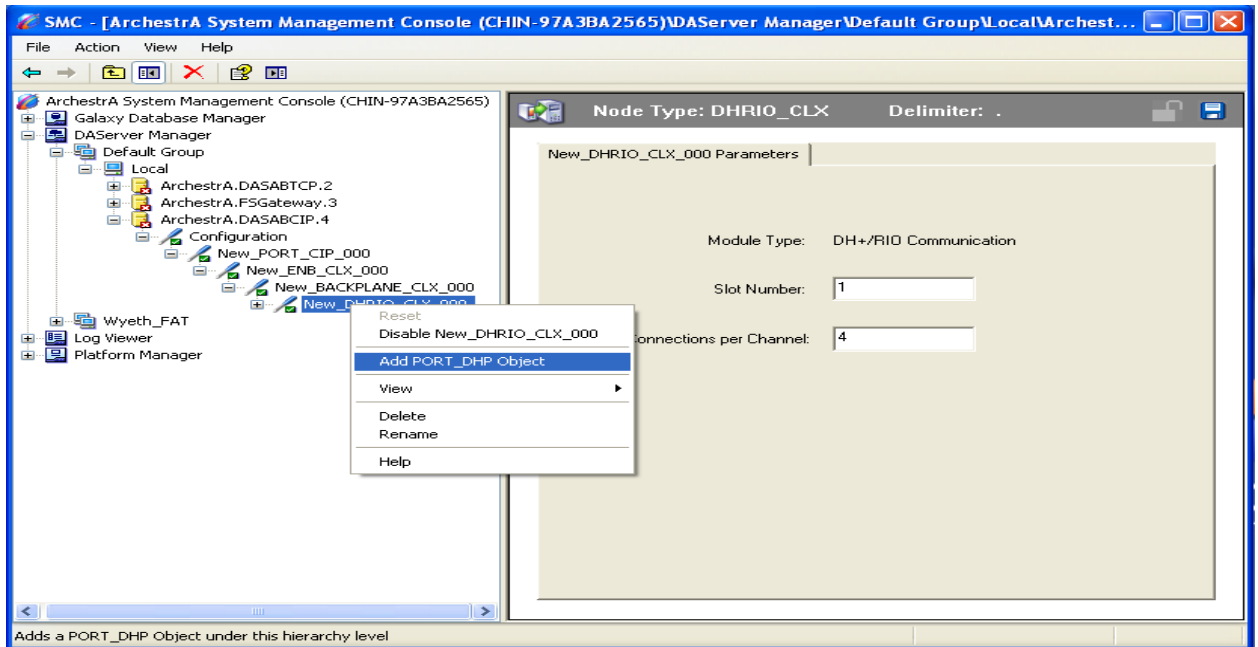 SMC - [ArchestrA System Management Console (CHIN-97A3BA2565)\DAServer Manager\Default Group\Local\Archest...
File Action View Help
ArchestrA System Management Console (CHIN-97A3BA2565)
Galaxy Database Manager
DAServer Manager
Default Group
Local
ArchestrA.DASABTCP.2
ArchestrA.FSGateway.3
ArchestrA.DASABCIP.4
Configuration
New_PORT_CIP_000
New_ENB_CLX_000
New_BACKPLANE_CLX_000
New_DHRIO_CLX_000
Wyeth_FAT
Log Viewer
Platform Manager
Reset
Disable New_DHRIO_CLX_000
Add PORT_DHP Object
View
Delete
Rename
Help
Node Type: DHRIO_CLX Delimiter: .
New_DHRIO_CLX_000 Parameters
Module Type: DH+/RIO Communication
Slot Number: 1
Connections per Channel: 4
Adds a PORT_DHP Object under this hierarchy level